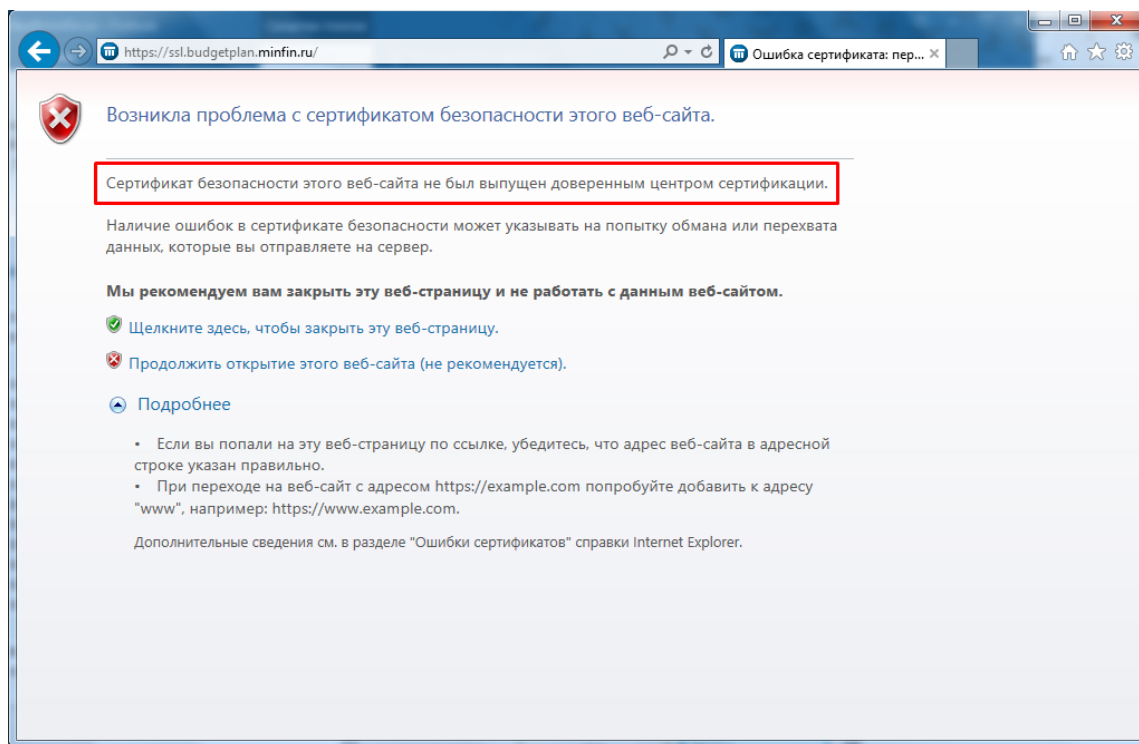 https://ssl.budgetplan.minfin.ru/
Ошибка сертификата: пер...
Возникла проблема с сертификатом безопасности этого веб-сайта.
Сертификат безопасности этого веб-сайта не был выпущен доверенным центром сертификации.
Наличие ошибок в сертификате безопасности может указывать на попытку обмана или перехвата
данных, которые вы отправляете на сервер.
Мы рекомендуем вам закрыть эту веб-страницу и не работать с данным веб-сайтом.
Щелкните здесь, чтобы закрыть эту веб-страницу.
Продолжить открытие этого веб-сайта (не рекомендуется).
Подробнее
• Если вы попали на эту веб-страницу по ссылке, убедитесь, что адрес веб-сайта в адресной
строке указан правильно.
• При переходе на веб-сайт с адресом https://example.com попробуйте добавить к адресу
"www", например: https://www.example.com.
Дополнительные сведения см. в разделе "Ошибки сертификатов" справки Internet Explorer.